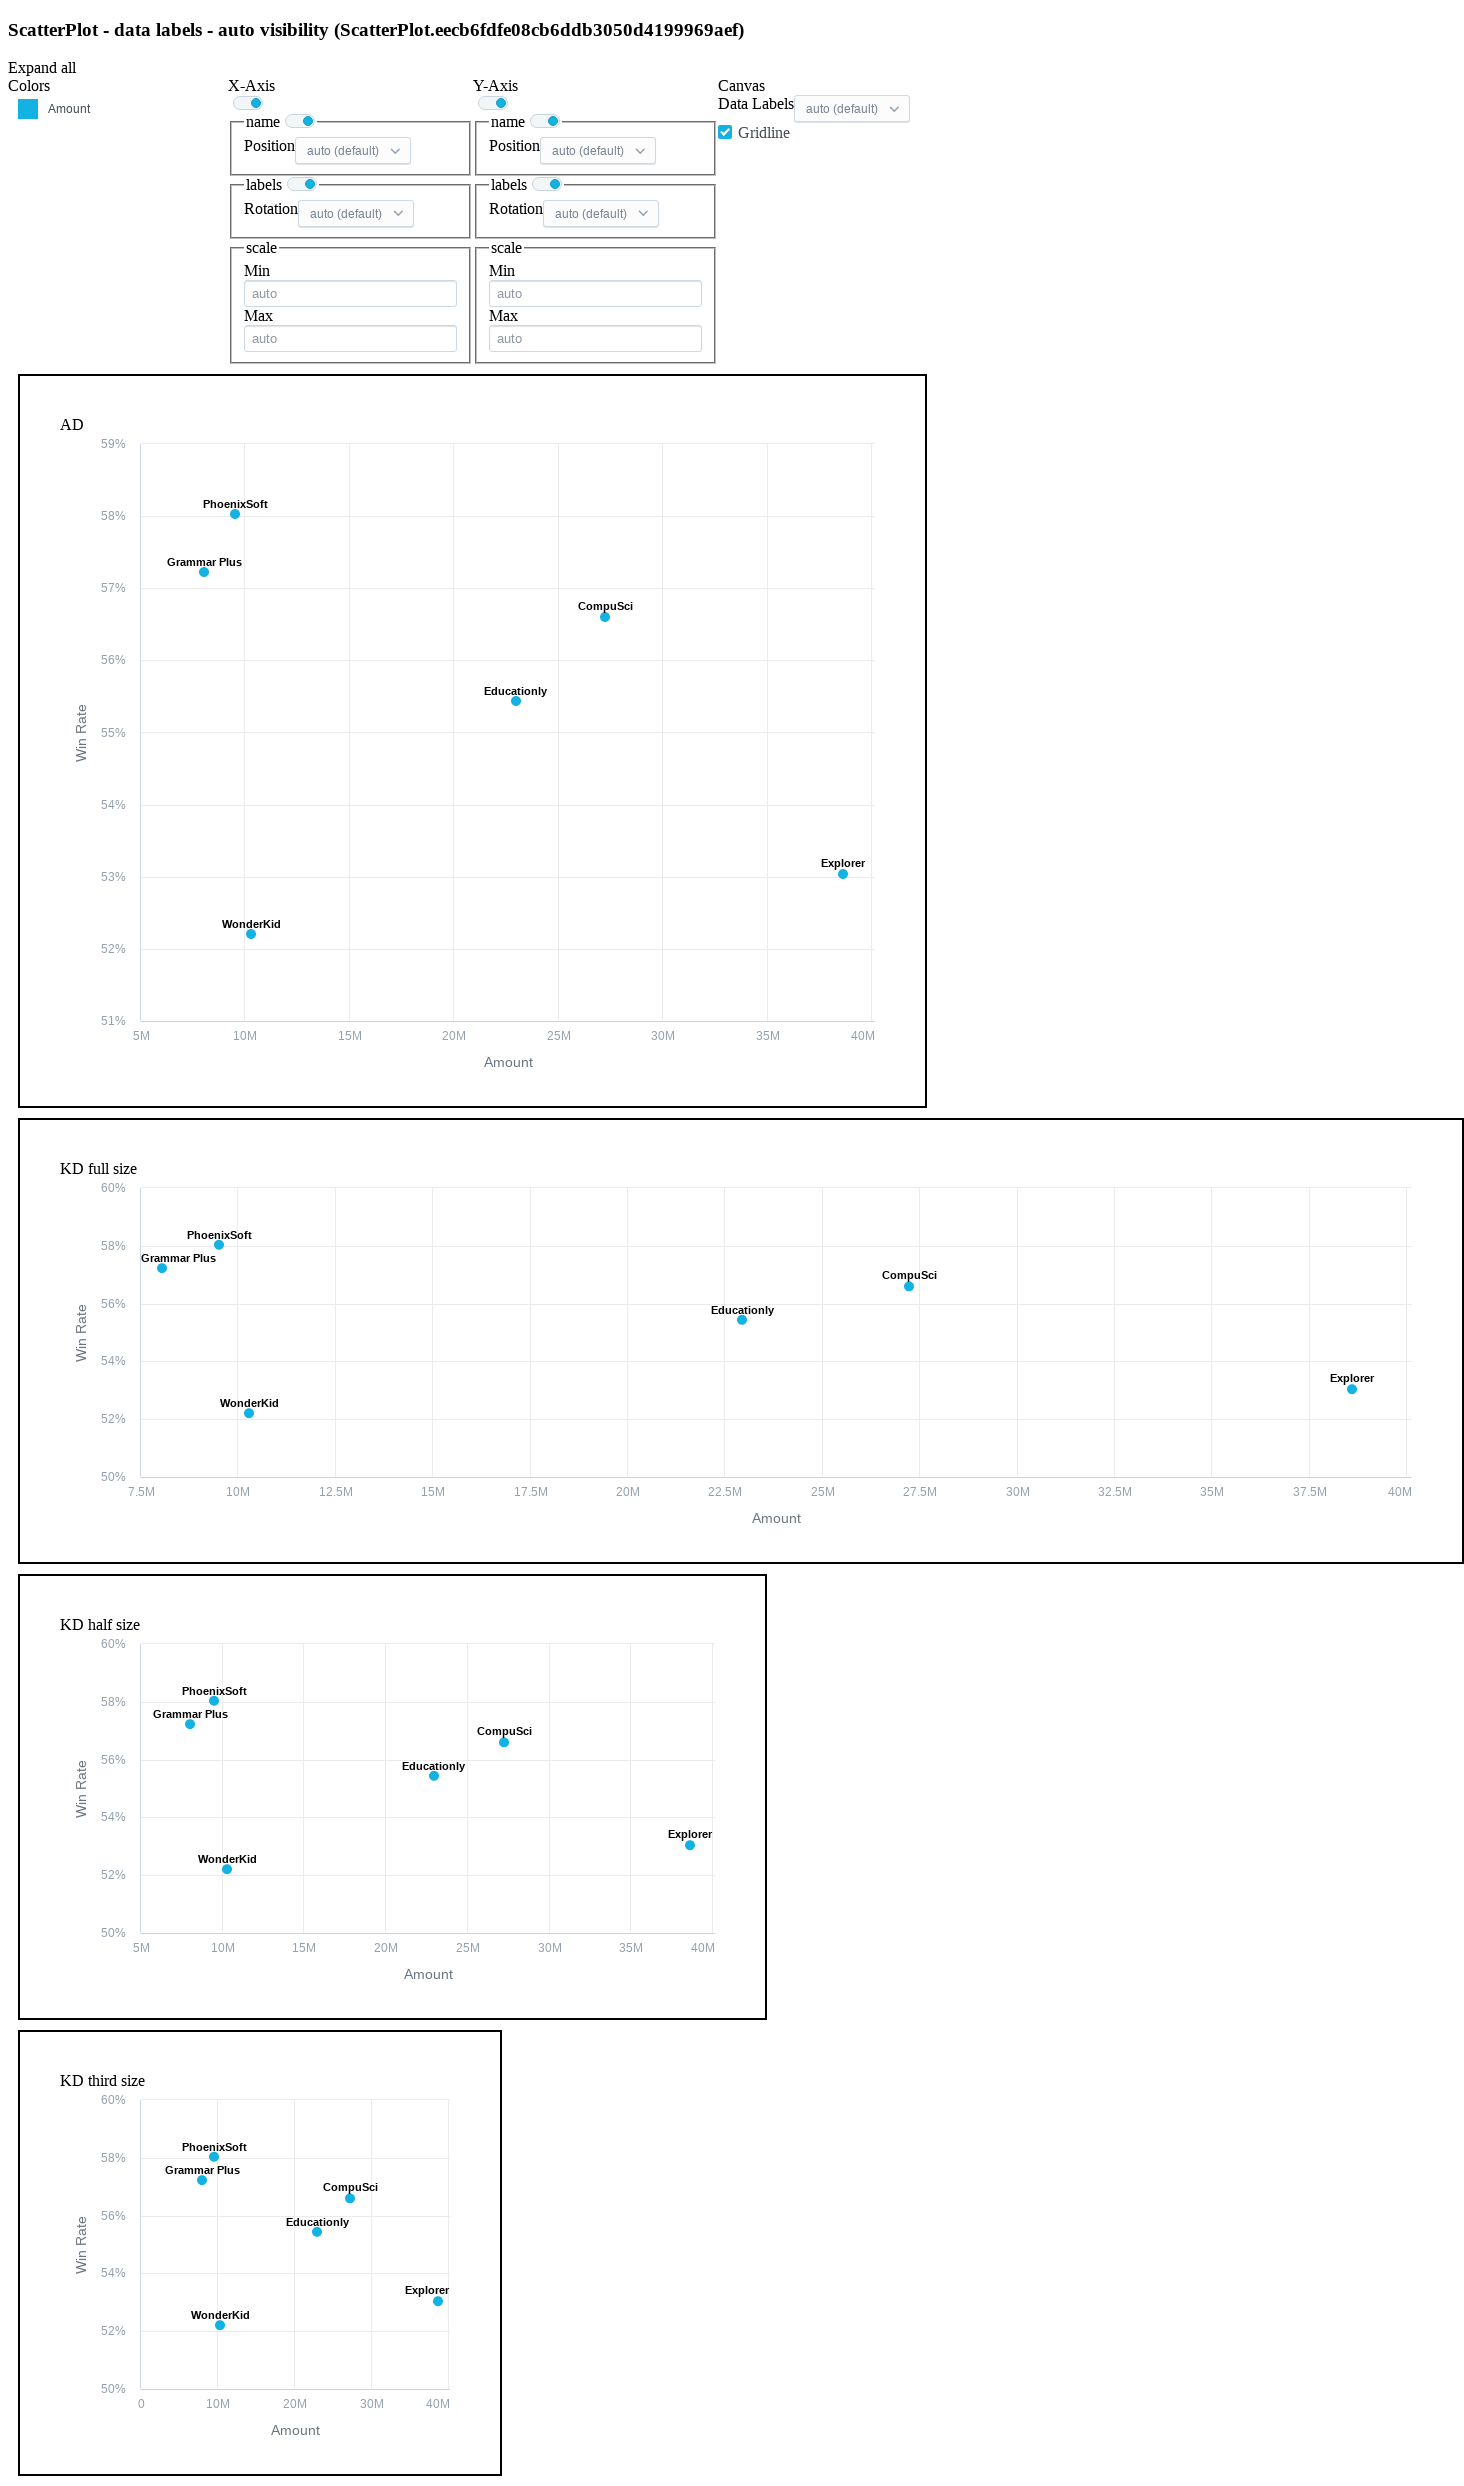 ScatterPlot - data labels - auto visibility (ScatterPlot.eecb6fdfe08cb6ddb3050d4199969aef)
Expand all
Colors
Amount
X-Axis
name
Position auto (default)
labels
Rotation auto (default)
scale
Min
auto
Max
auto
Y-Axis
name
Position auto (default)
labels
Rotation auto (default)
scale
Min
auto
Max
auto
Canvas
Data Labels auto (default)
Gridline
AD
59%
PhoenixSoft
58%
Grammar Plus
57%
CompuSci
56%
Educationly
Win Rate
55%
54%
Explorer
53%
WonderKid
52%
51%
5M 10M 15M 20M 25M 30M 35M 40M
Amount
KD full size
60%
PhoenixSoft
58%
Grammar Plus
CompuSci
56%
Educationly
Win Rate
54%
Explorer
WonderKid
52%
50%
7.5M 10M 12.5M 15M 17.5M 20M 22.5M 25M 27.5M 30M 32.5M 35M 37.5M 40M
Amount
KD half size
60%
PhoenixSoft
58%
Grammar Plus
CompuSci
56%
Educationly
Win Rate
54%
Explorer
WonderKid
52%
50%
5M 10M 15M 20M 25M 30M 35M 40M
Amount
KD third size
60%
PhoenixSoft
58%
Grammar Plus
CompuSci
56%
Educationly
Win Rate
54%
Explorer
WonderKid
52%
50%
0 10M 20M 30M 40M
Amount